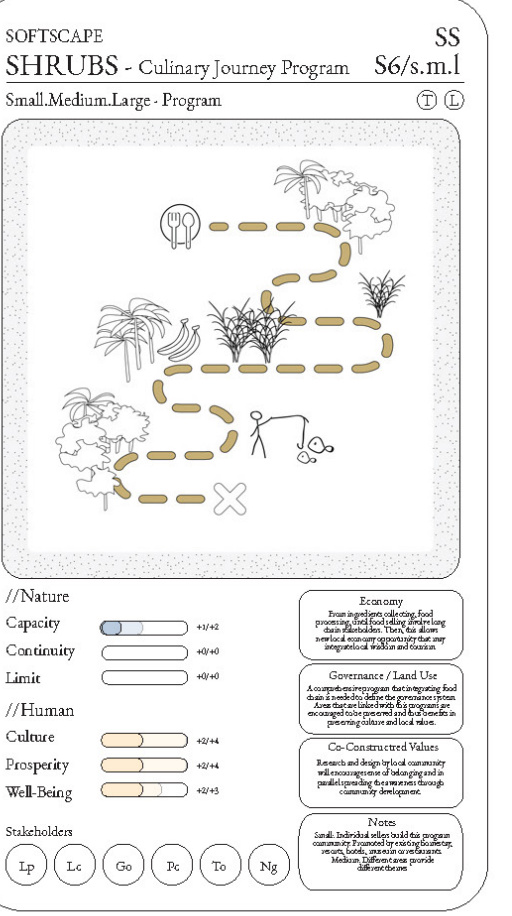 SOFTSCAPE
SS
SHRUBS - Culinary Journey Program
S6/s.m.l
Small.Medium.Large - Program
T L
//Nature
Capacity
+1/+2
Continuity
+0/+0
Limit
+0/+0
//Human
Culture
+2/+4
Prosperity
+2/+4
Well-Being
+2/+3
Stakeholders
Lp Lc Go Pc To Ng
Economy
From ingredients collecting, food
processing, until food selling involve long
chain stakeholders. Then, this allows
new local economy opportunity that may
integrate local wisdom and tourism
Governance / Land Use
A comprehensive program that integrating food
chain is needed to define the governance system.
Areas that are linked with this programs are
encouraged to be preserved and thus benefits in
preserving culture and local values.
Co-Constructred Values
Research and design by local community
will encourage sense of belonging and in
parallel spreading the awareness through
community development.
Notes
Small: Individual sellers build this program
community. Promoted by existing homestay,
resorts, hotels, museum or restaurants.
Medium: Different areas provide
different themes